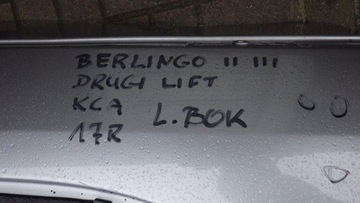 BERLINGO II III
DRUGI LIFT
KCA
17R L. BOK